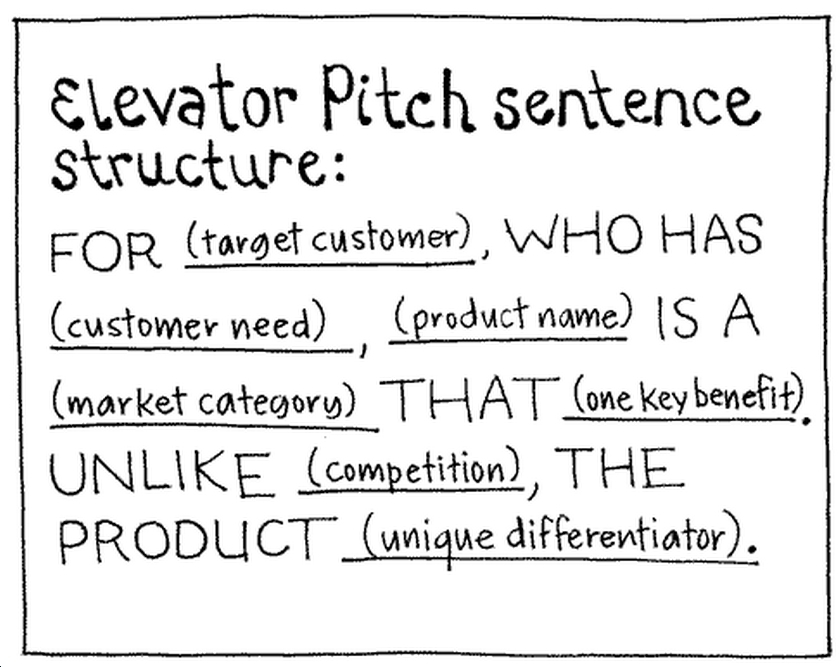 Elevator Pitch sentence
structure:
FOR (target customer), WHO HAS
(customer need), (product name) IS A
(market category) THAT (one key benefit).
UNLIKE (competition), THE
PRODUCT (unique differentiator).